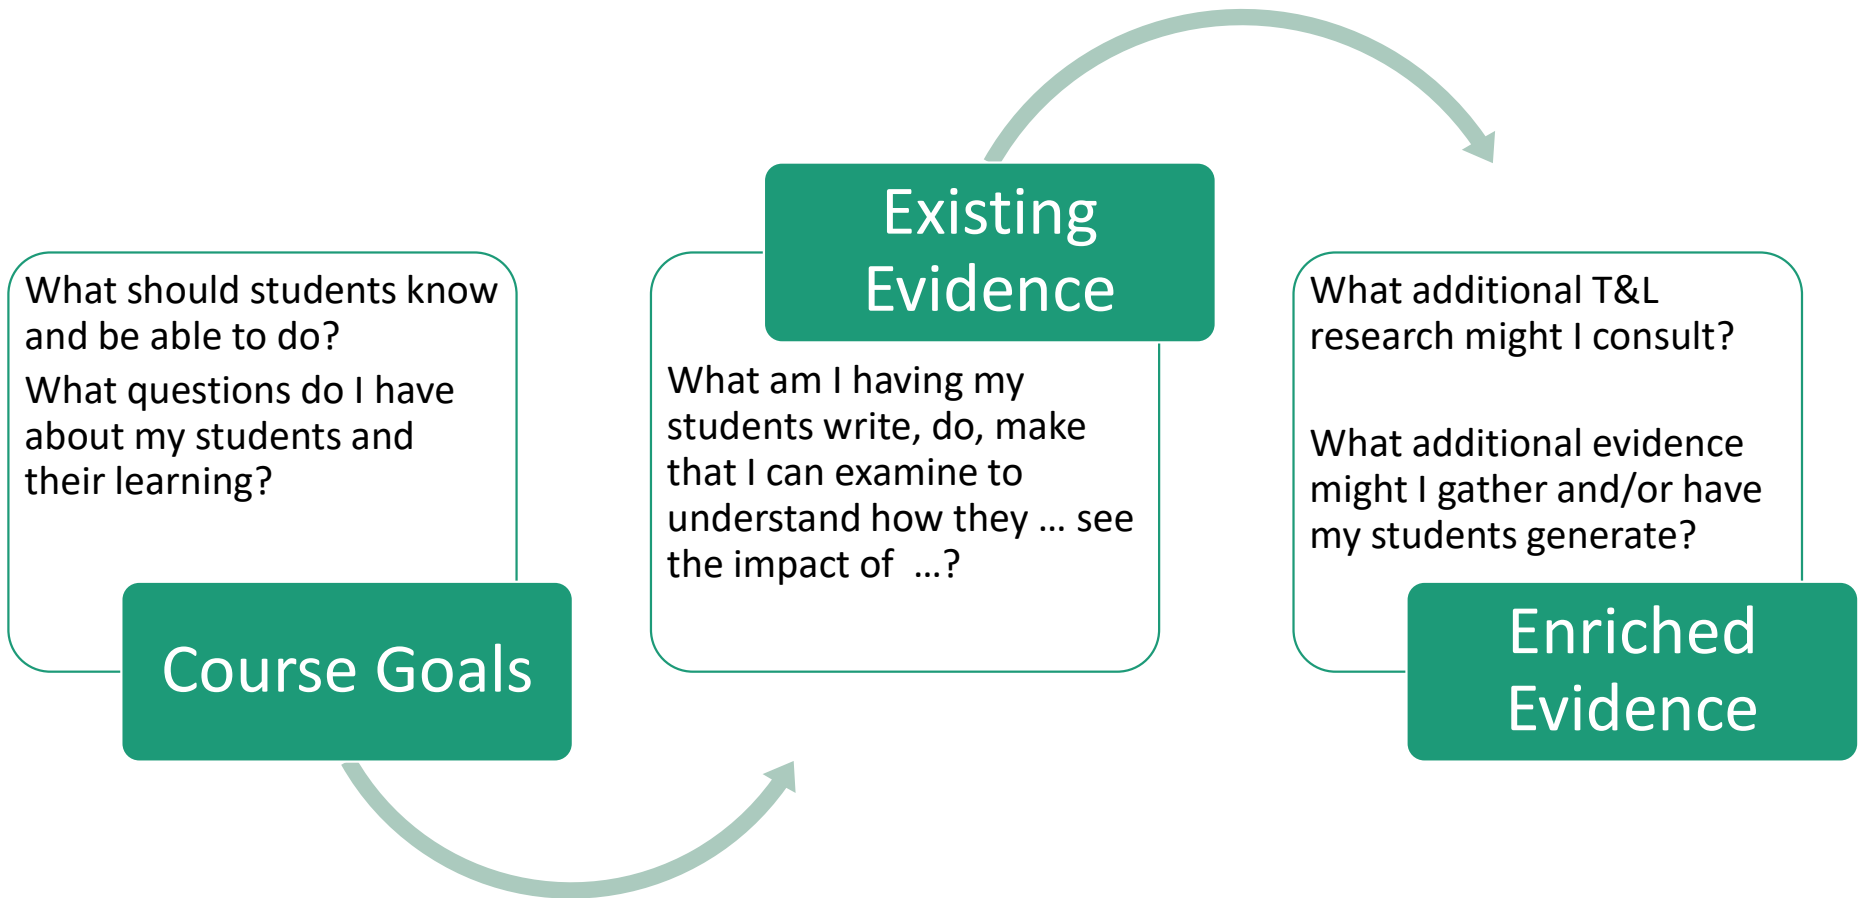 What should students know
and be able to do?
What questions do I have
about my students and
their learning?
Course Goals
Existing
Evidence
What am I having my
students write, do, make
that I can examine to
understand how they … see
the impact of  …?
What additional T&L
research might I consult?
What additional evidence
might I gather and/or have
my students generate?
Enriched
Evidence